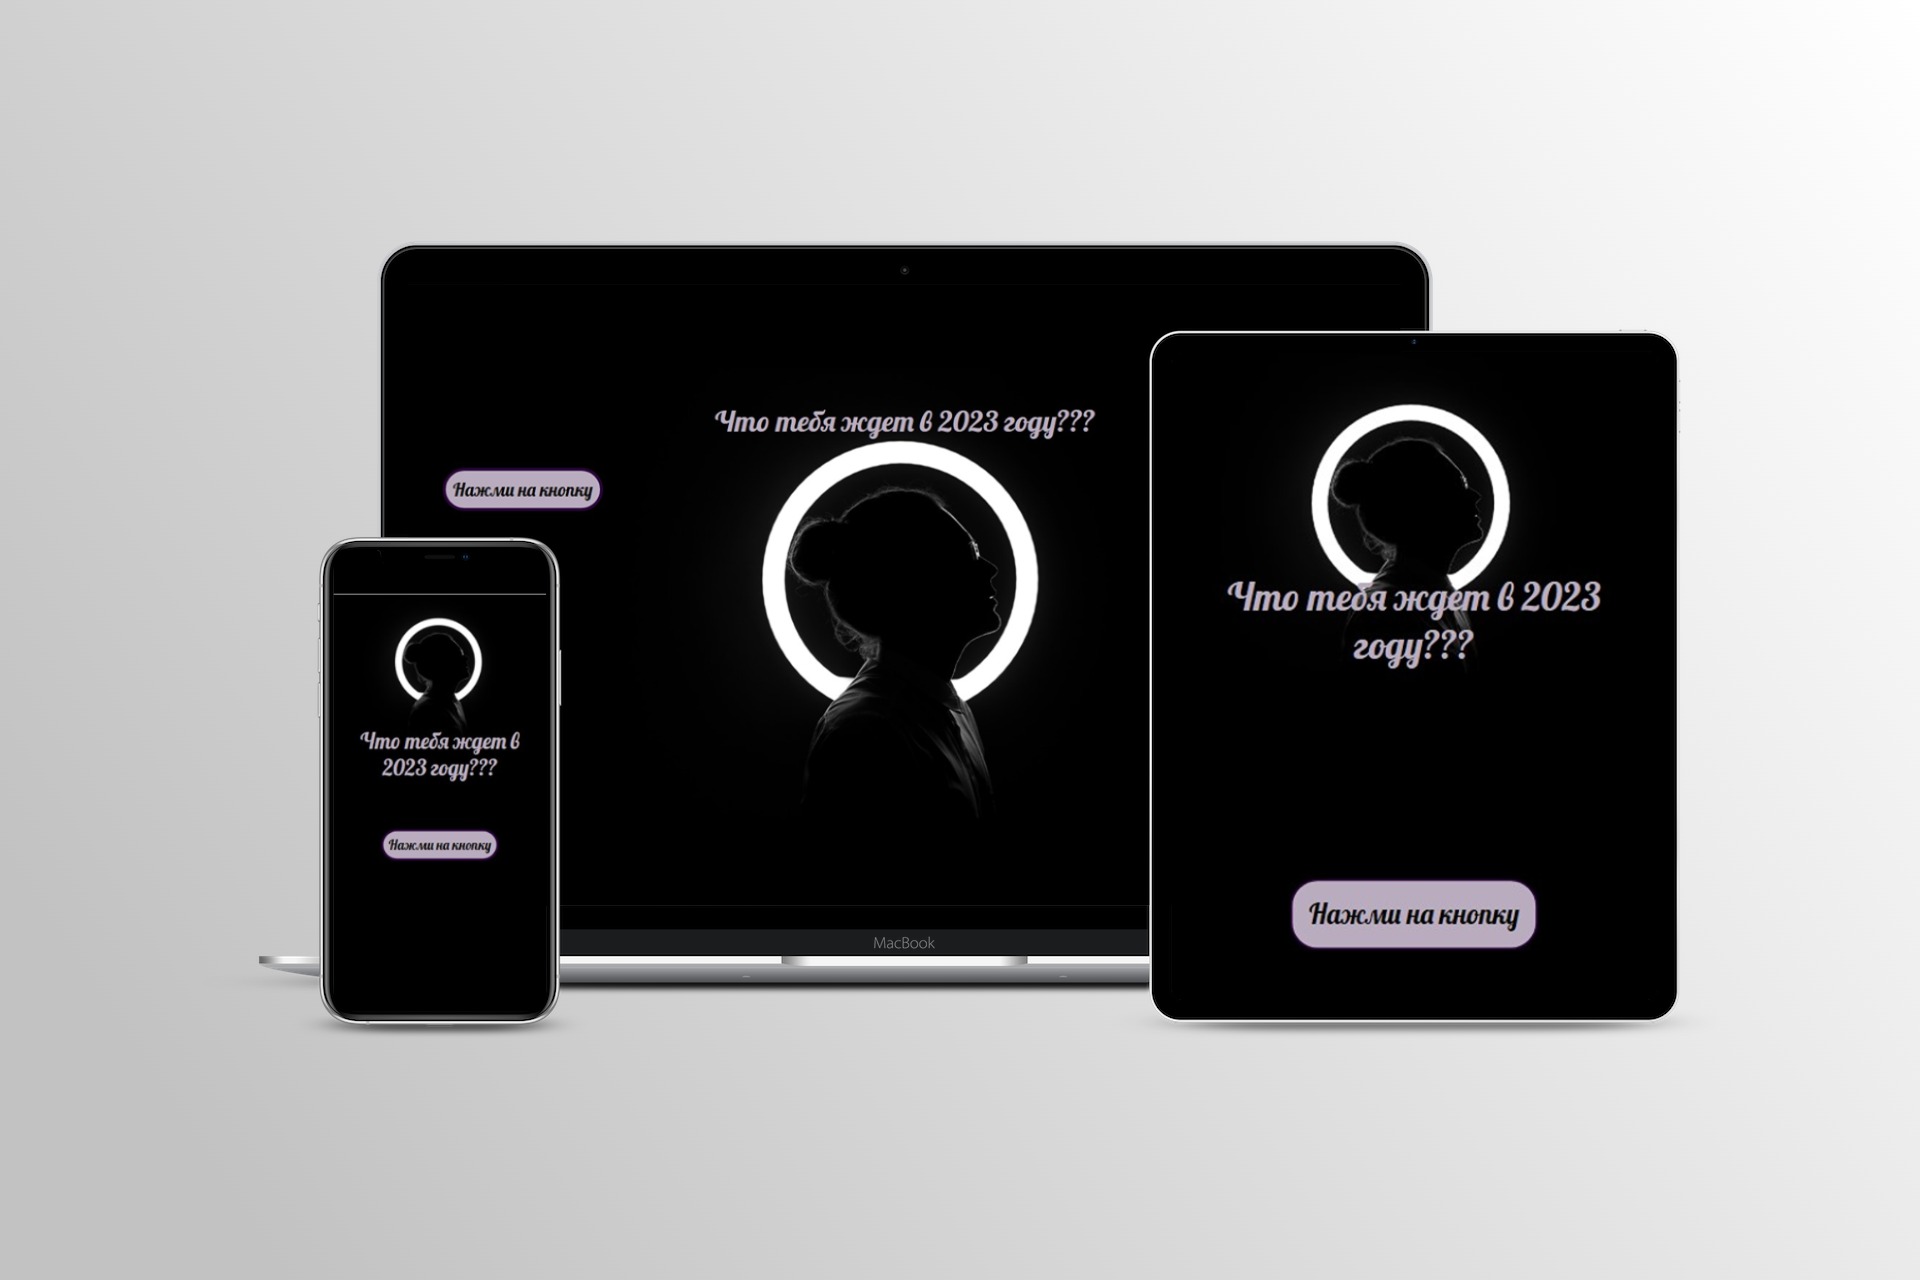 Что тебя ждет в 2023 году???
Нажми на кнопку
MacBook
Что тебя ждет в
2023 году???
Нажми на кнопку
Что тебя ждет в 2023
году???
Нажми на кнопку